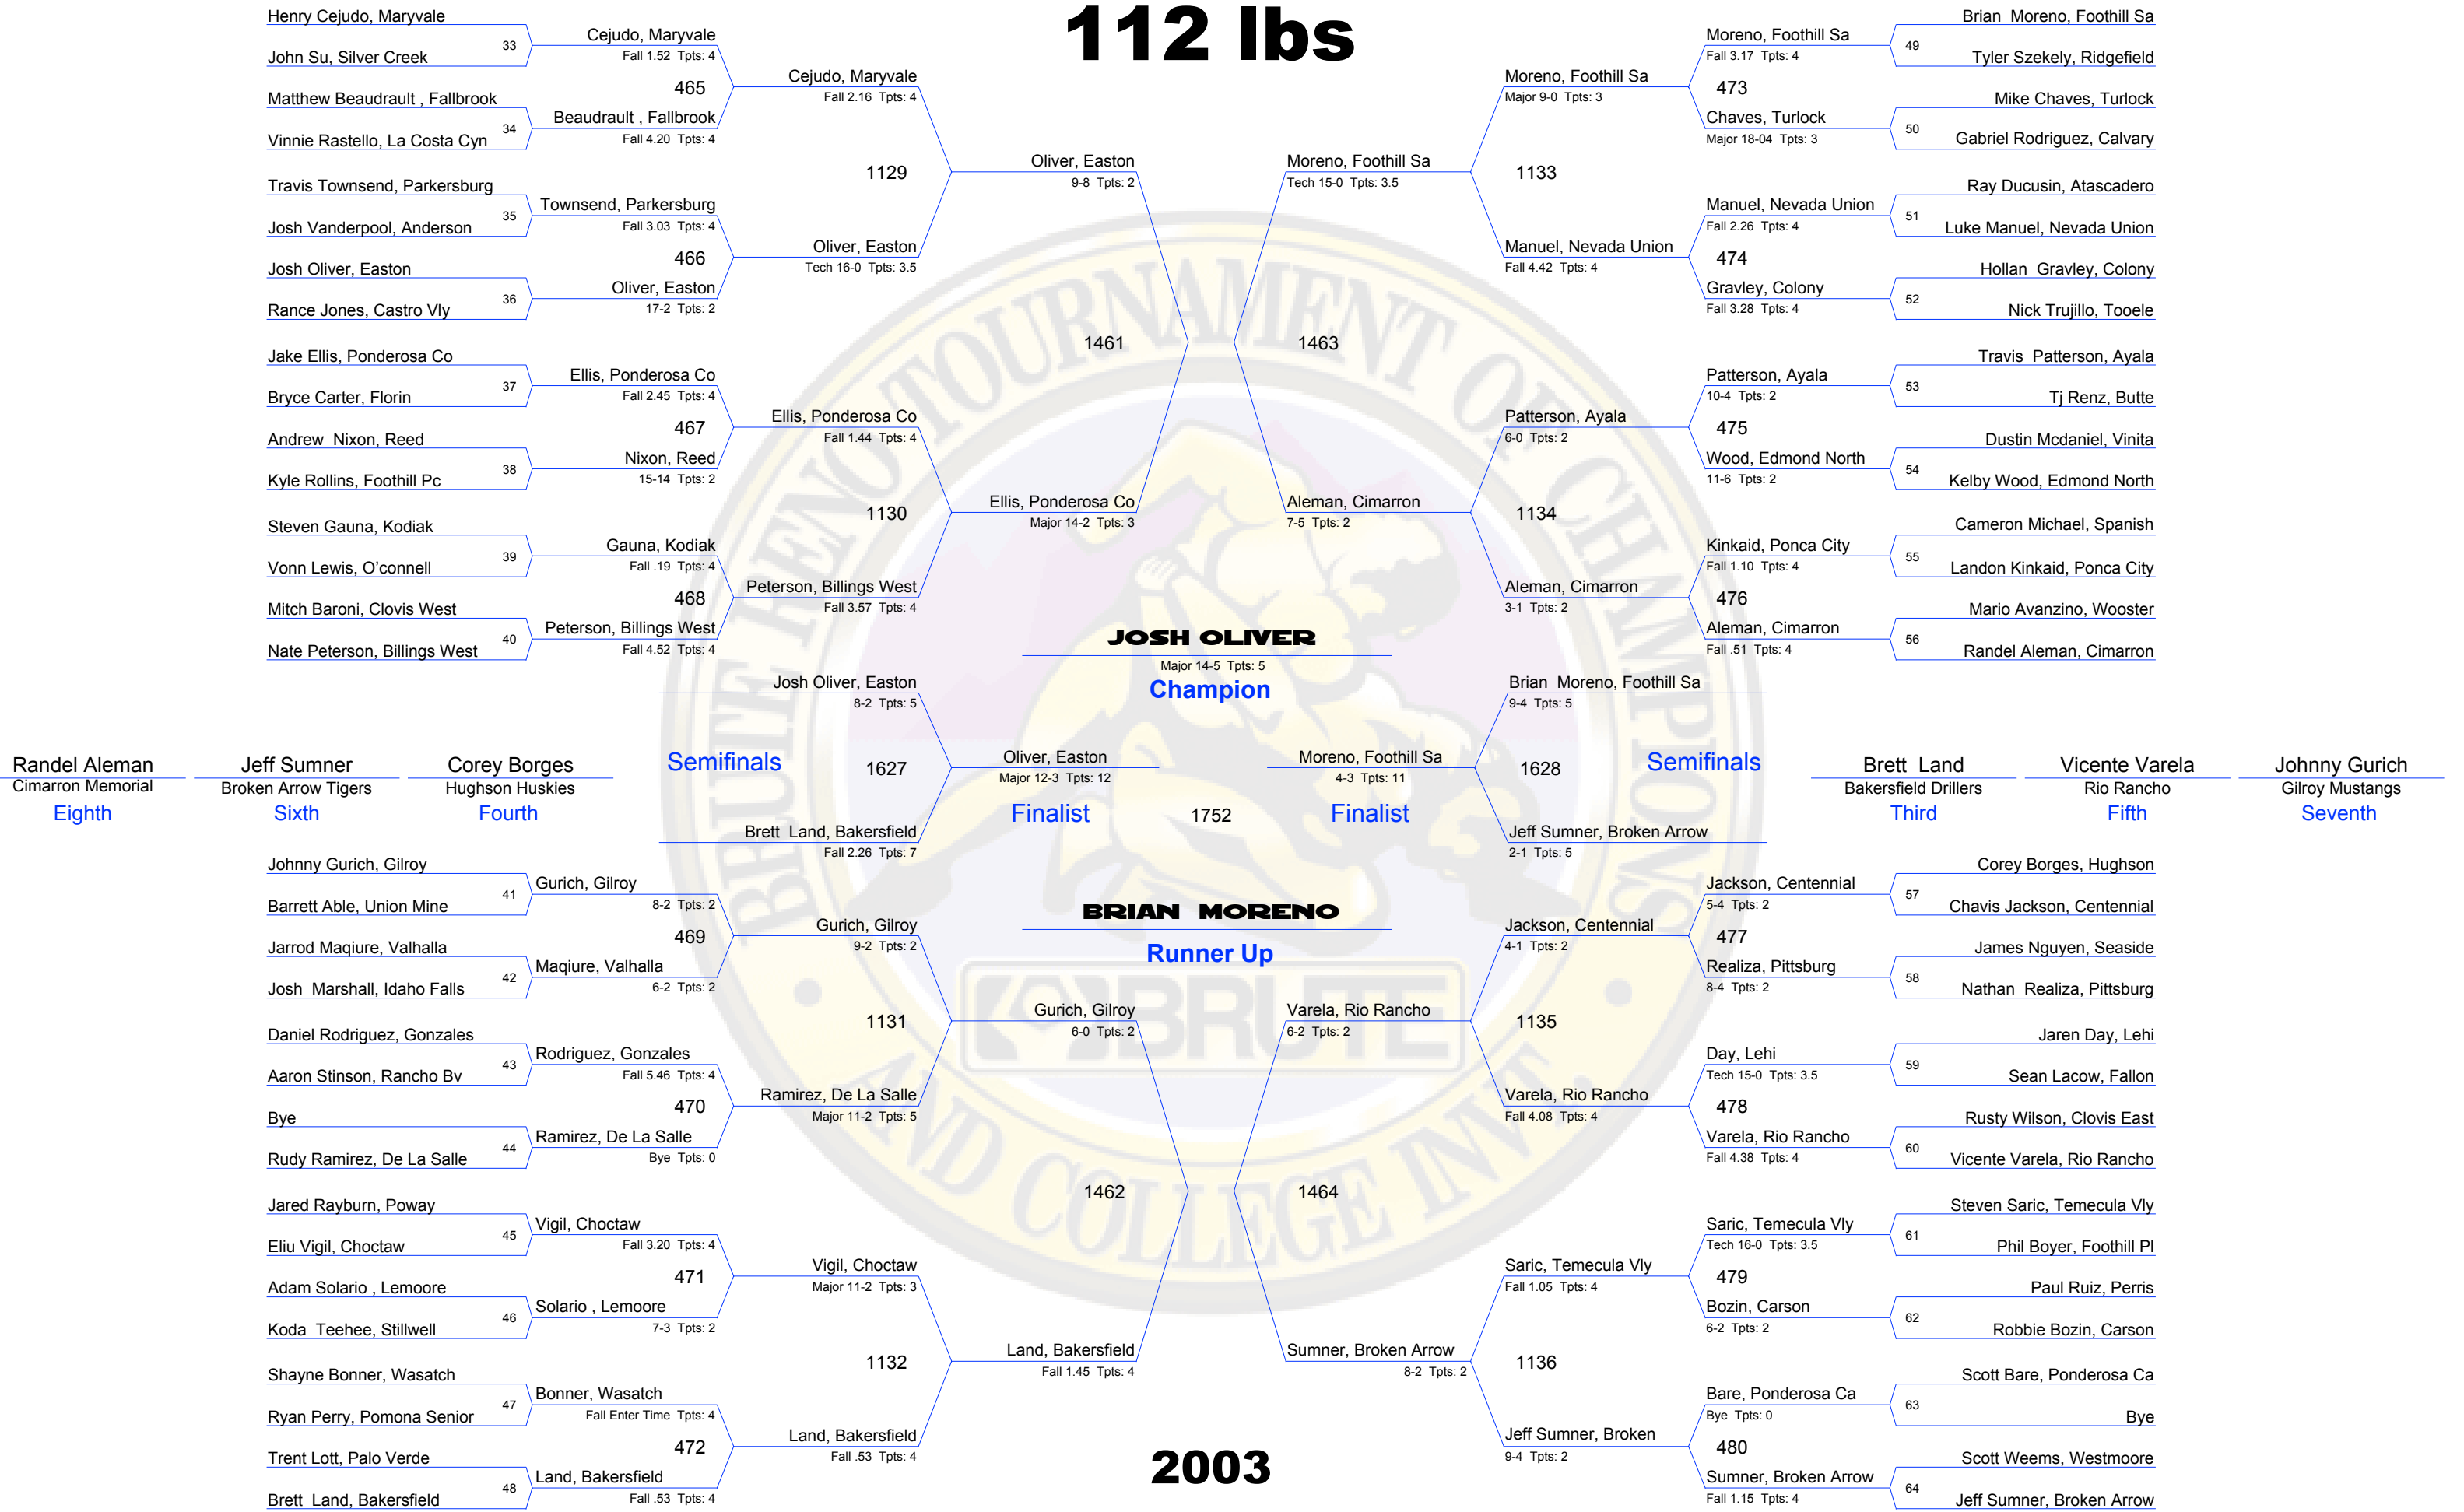 112 lbs
Henry Cejudo, Maryvale
33
John Su, Silver Creek
Cejudo, Maryvale
Fall 1.52 Tpts: 4
465
Matthew Beaudrault , Fallbrook
34
Vinnie Rastello, La Costa Cyn
Beaudrault , Fallbrook
Fall 4.20 Tpts: 4
Cejudo, Maryvale
Fall 2.16 Tpts: 4
1129
Travis Townsend, Parkersburg
35
Josh Vanderpool, Anderson
Townsend, Parkersburg
Fall 3.03 Tpts: 4
466
Josh Oliver, Easton
36
Rance Jones, Castro Vly
Oliver, Easton
17-2 Tpts: 2
Oliver, Easton
Tech 16-0 Tpts: 3.5
Oliver, Easton
9-8 Tpts: 2
1461
Jake Ellis, Ponderosa Co
37
Bryce Carter, Florin
Ellis, Ponderosa Co
Fall 2.45 Tpts: 4
467
Andrew Nixon, Reed
38
Kyle Rollins, Foothill Pc
Nixon, Reed
15-14 Tpts: 2
Ellis, Ponderosa Co
Fall 1.44 Tpts: 4
1130
Steven Gauna, Kodiak
39
Vonn Lewis, O'connell
Gauna, Kodiak
Fall .19 Tpts: 4
468
Mitch Baroni, Clovis West
40
Nate Peterson, Billings West
Peterson, Billings West
Fall 4.52 Tpts: 4
Peterson, Billings West
Fall 3.57 Tpts: 4
Ellis, Ponderosa Co
Major 14-2 Tpts: 3
Brian Moreno, Foothill Sa
49
Tyler Szekely, Ridgefield
Moreno, Foothill Sa
Fall 3.17 Tpts: 4
473
Mike Chaves, Turlock
50
Gabriel Rodriguez, Calvary
Chaves, Turlock
Major 18-04 Tpts: 3
Moreno, Foothill Sa
Major 9-0 Tpts: 3
1133
Ray Ducusin, Atascadero
51
Luke Manuel, Nevada Union
Manuel, Nevada Union
Fall 2.26 Tpts: 4
474
Hollan Gravley, Colony
52
Nick Trujillo, Tooele
Gravley, Colony
Fall 3.28 Tpts: 4
Manuel, Nevada Union
Fall 4.42 Tpts: 4
Moreno, Foothill Sa
Tech 15-0 Tpts: 3.5
1463
Travis Patterson, Ayala
53
Tj Renz, Butte
Patterson, Ayala
10-4 Tpts: 2
475
Dustin Mcdaniel, Vinita
54
Kelby Wood, Edmond North
Wood, Edmond North
11-6 Tpts: 2
Patterson, Ayala
6-0 Tpts: 2
1134
Cameron Michael, Spanish
55
Landon Kinkaid, Ponca City
Kinkaid, Ponca City
Fall 1.10 Tpts: 4
476
Mario Avanzino, Wooster
56
Randel Aleman, Cimarron
Aleman, Cimarron
Fall .51 Tpts: 4
Aleman, Cimarron
3-1 Tpts: 2
Aleman, Cimarron
7-5 Tpts: 2
JOSH OLIVER
Major 14-5 Tpts: 5
Champion
Josh Oliver, Easton
8-2 Tpts: 5
Semifinals
1627
Brett Land, Bakersfield
Fall 2.26 Tpts: 7
Oliver, Easton
Major 12-3 Tpts: 12
Finalist
1752
Moreno, Foothill Sa
4-3 Tpts: 11
Finalist
Brian Moreno, Foothill Sa
9-4 Tpts: 5
1628
Semifinals
Jeff Sumner, Broken Arrow
2-1 Tpts: 5
Randel Aleman
Cimarron Memorial
Eighth
Jeff Sumner
Broken Arrow Tigers
Sixth
Corey Borges
Hughson Huskies
Fourth
Brett Land
Bakersfield Drillers
Third
Vicente Varela
Rio Rancho
Fifth
Johnny Gurich
Gilroy Mustangs
Seventh
BRIAN MORENO
Runner Up
Johnny Gurich, Gilroy
41
Barrett Able, Union Mine
Gurich, Gilroy
8-2 Tpts: 2
469
Jarrod Maqiure, Valhalla
42
Josh Marshall, Idaho Falls
Maqiure, Valhalla
6-2 Tpts: 2
Gurich, Gilroy
9-2 Tpts: 2
1131
Daniel Rodriguez, Gonzales
43
Aaron Stinson, Rancho Bv
Rodriguez, Gonzales
Fall 5.46 Tpts: 4
470
Bye
44
Rudy Ramirez, De La Salle
Ramirez, De La Salle
Bye Tpts: 0
Ramirez, De La Salle
Major 11-2 Tpts: 5
Gurich, Gilroy
6-0 Tpts: 2
1462
Jared Rayburn, Poway
45
Eliu Vigil, Choctaw
Vigil, Choctaw
Fall 3.20 Tpts: 4
471
Adam Solario , Lemoore
46
Koda Teehee, Stillwell
Solario , Lemoore
7-3 Tpts: 2
Vigil, Choctaw
Major 11-2 Tpts: 3
1132
Shayne Bonner, Wasatch
47
Ryan Perry, Pomona Senior
Bonner, Wasatch
Fall Enter Time Tpts: 4
472
Trent Lott, Palo Verde
48
Brett Land, Bakersfield
Land, Bakersfield
Fall .53 Tpts: 4
Land, Bakersfield
Fall .53 Tpts: 4
Land, Bakersfield
Fall 1.45 Tpts: 4
Corey Borges, Hughson
57
Chavis Jackson, Centennial
Jackson, Centennial
5-4 Tpts: 2
477
James Nguyen, Seaside
58
Nathan Realiza, Pittsburg
Realiza, Pittsburg
8-4 Tpts: 2
Jackson, Centennial
4-1 Tpts: 2
1135
Jaren Day, Lehi
59
Sean Lacow, Fallon
Day, Lehi
Tech 15-0 Tpts: 3.5
478
Rusty Wilson, Clovis East
60
Vicente Varela, Rio Rancho
Varela, Rio Rancho
Fall 4.38 Tpts: 4
Varela, Rio Rancho
Fall 4.08 Tpts: 4
Varela, Rio Rancho
6-2 Tpts: 2
1464
Steven Saric, Temecula Vly
61
Phil Boyer, Foothill Pl
Saric, Temecula Vly
Tech 16-0 Tpts: 3.5
479
Paul Ruiz, Perris
62
Robbie Bozin, Carson
Bozin, Carson
6-2 Tpts: 2
Saric, Temecula Vly
Fall 1.05 Tpts: 4
1136
Scott Bare, Ponderosa Ca
63
Bye
Bare, Ponderosa Ca
Bye Tpts: 0
480
Scott Weems, Westmoore
64
Jeff Sumner, Broken Arrow
Sumner, Broken Arrow
Fall 1.15 Tpts: 4
Jeff Sumner, Broken
9-4 Tpts: 2
Sumner, Broken Arrow
8-2 Tpts: 2
BRUTE RENO TOURNAMENT OF CHAMPIONS
BRUTE
AND COLLEGE INVT.
2003